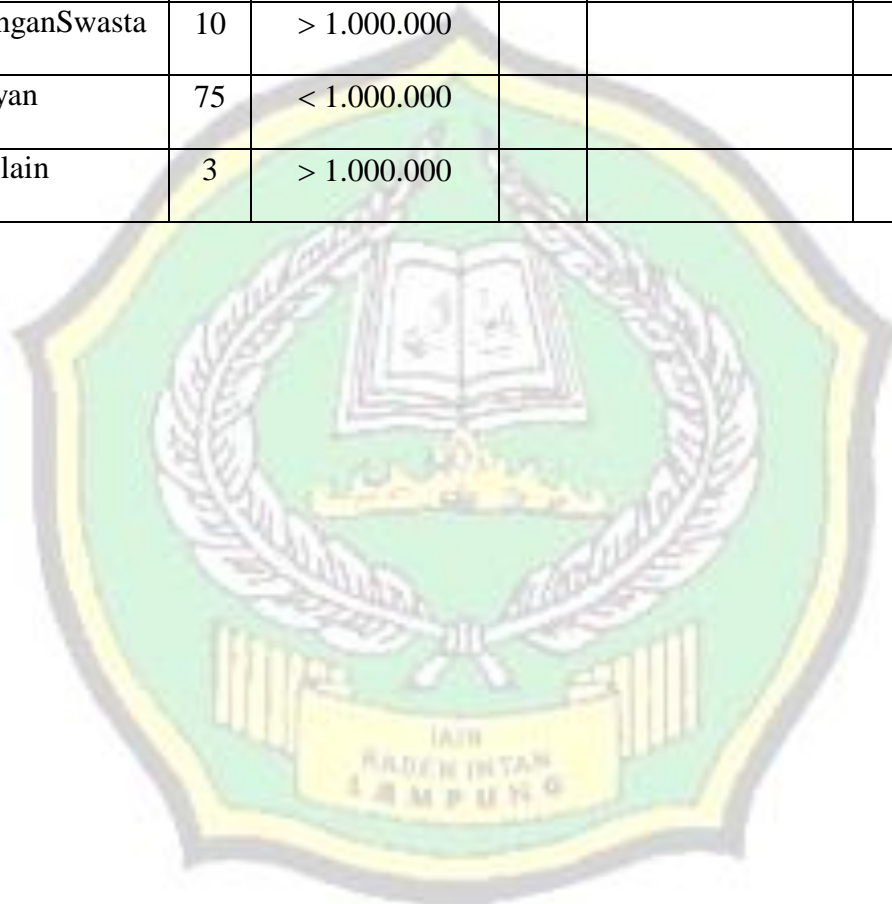 nganSwasta 10 > 1.000.000
yan 75 < 1.000.000
lain 3 > 1.000.000
IAIN
RADEN INTAN
LAMPUNG